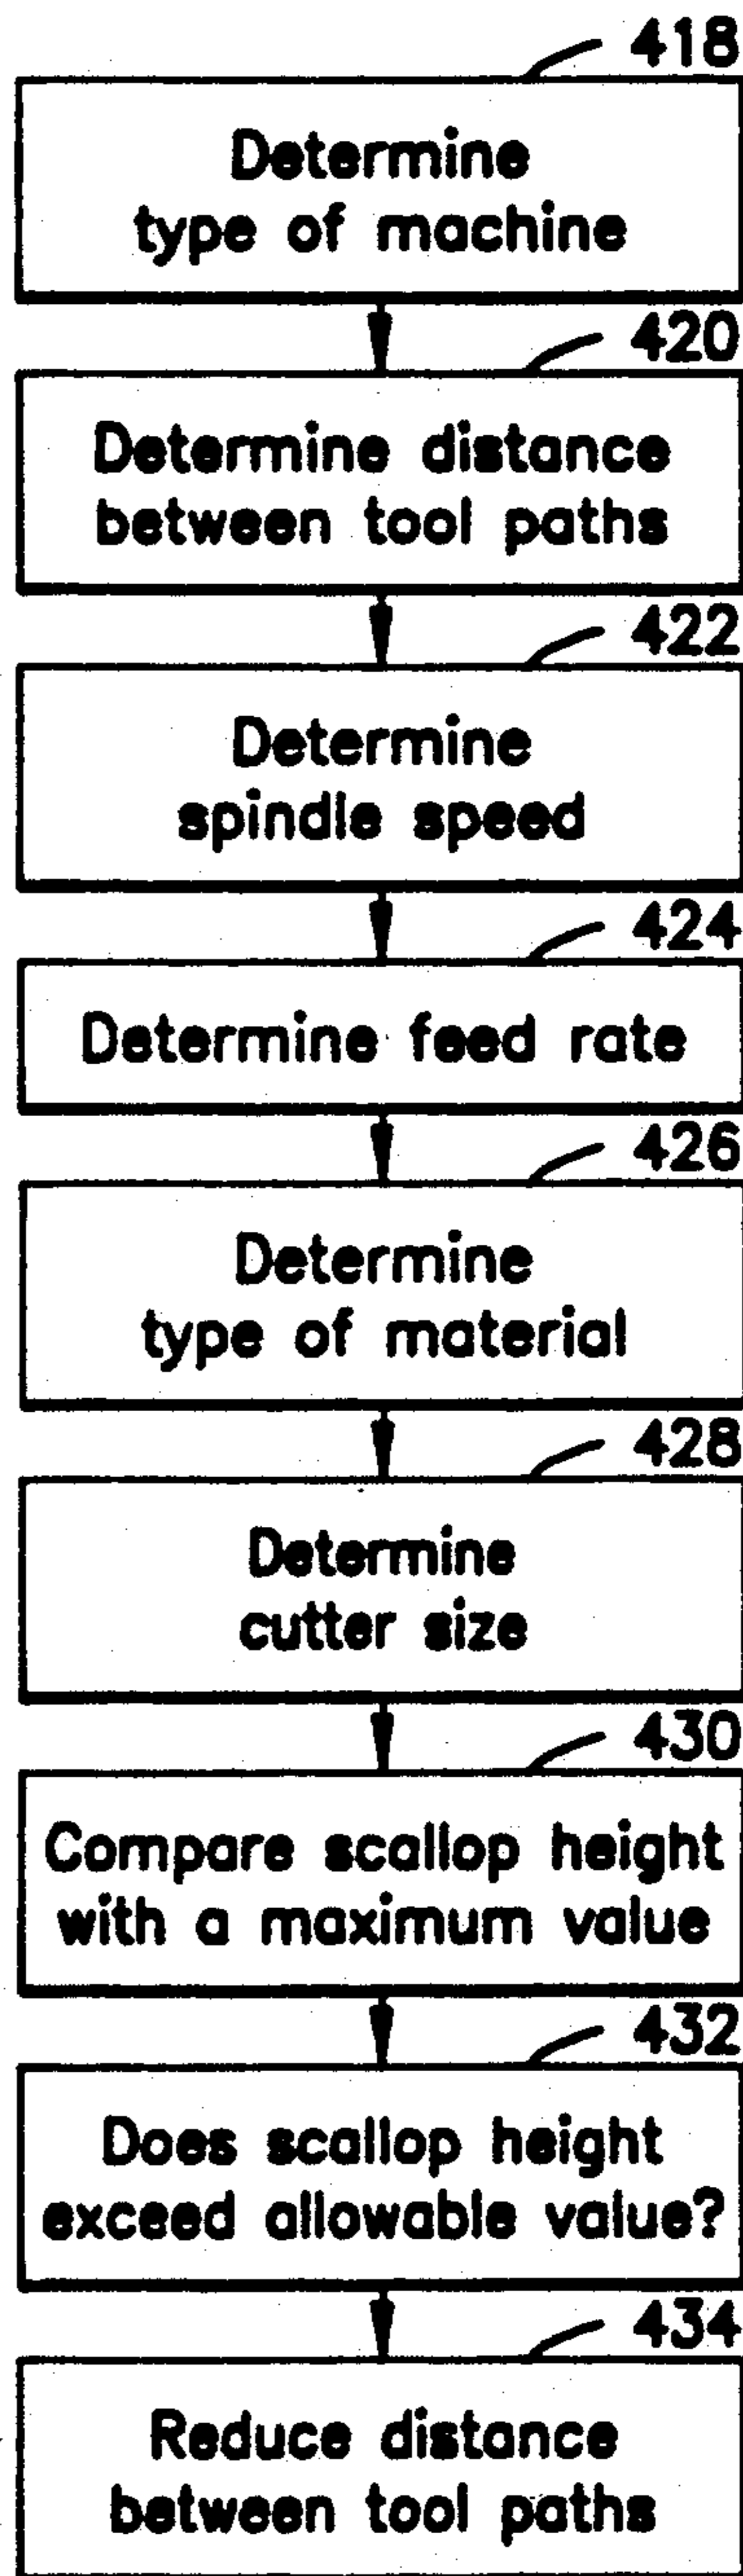 418
Determine
type of machine
420
Determine distance
between tool paths
422
Determine
spindle speed
424
Determine feed rate
426
Determine
type of material
428
Determine
cutter size
430
Compare scallop height
with a maximum value
432
Does scallop height
exceed allowable value?
434
Reduce distance
between tool paths